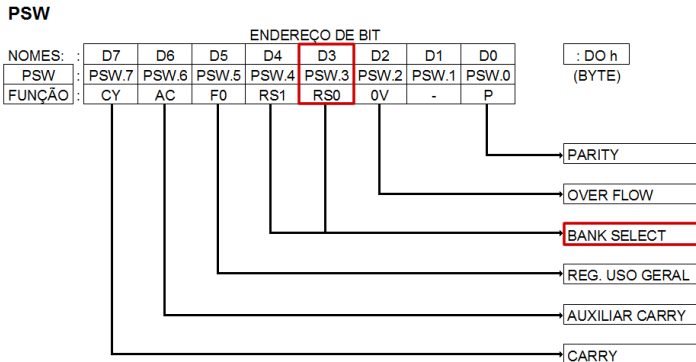 PSW
ENDEREÇO DE BIT
NOMES: : D7 D6 D5 D4 D3 D2 D1 D0 : DO h
PSW : PSW.7 PSW.6 PSW.5 PSW.4 PSW.3 PSW.2 PSW.1 PSW.0 (BYTE)
FUNÇÃO : CY AC F0 RS1 RS0 0V - P
PARITY
OVER FLOW
BANK SELECT
REG. USO GERAL
AUXILIAR CARRY
CARRY